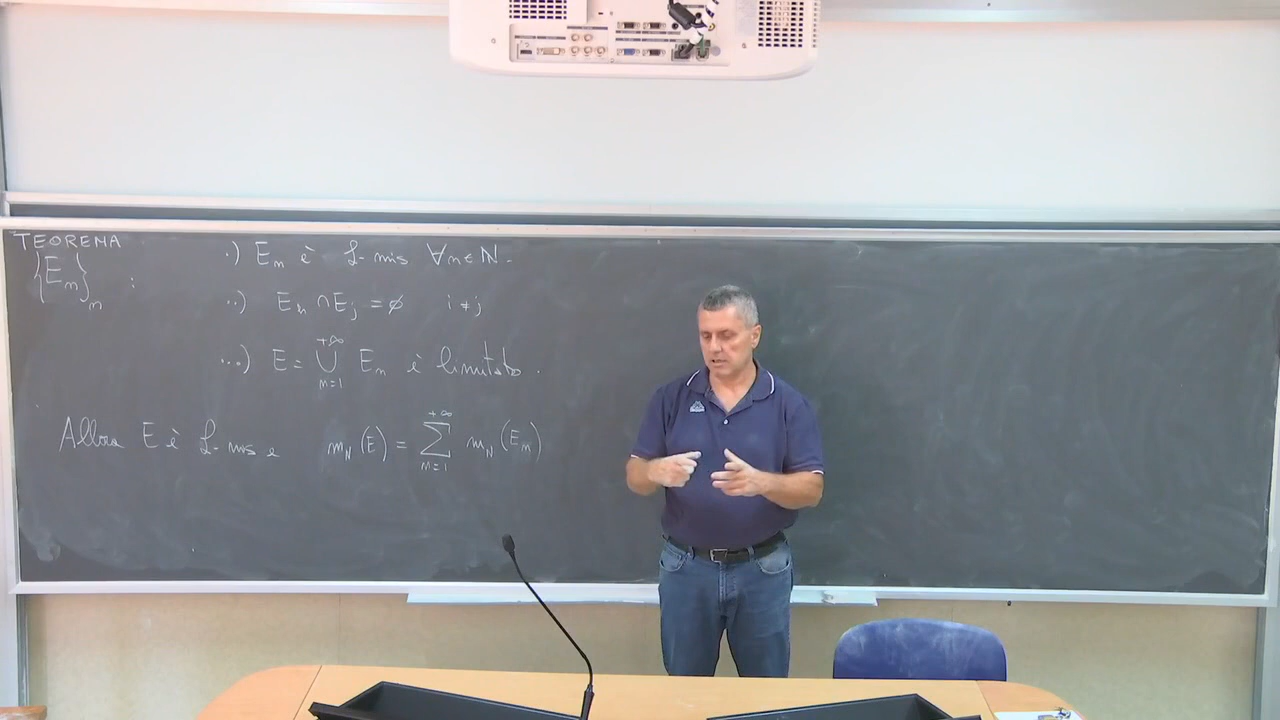 TEOREMA
{E_n}_n :
.) E_n è L-mis ∀n∈N.
..) E_n ∩ E_j = ∅ i ≠ j
...) E = ⋃_{n=1}^{+∞} E_n è limitato.
Allora E è L-mis e m_N(E) = ∑_{n=1}^{+∞} m_N(E_n)